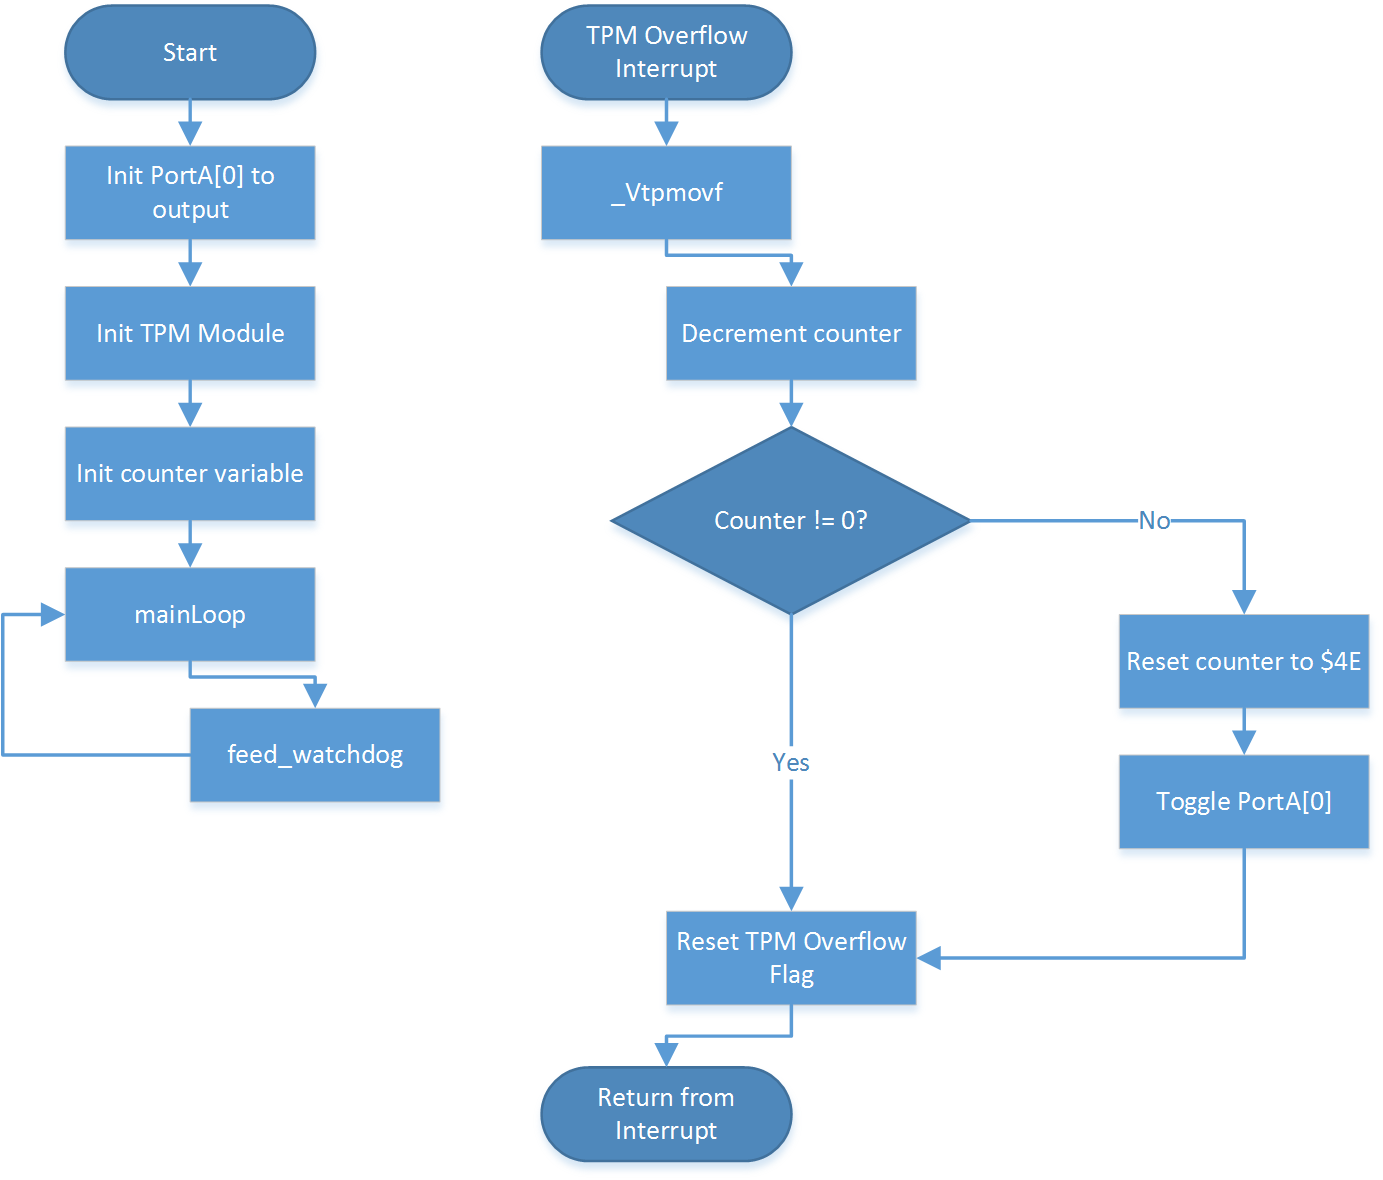 Start
Init PortA[0] to
output
Init TPM Module
Init counter variable
mainLoop
feed_watchdog
TPM Overflow
Interrupt
_Vtpmovf
Decrement counter
Counter != 0?
No
Reset counter to $4E
Toggle PortA[0]
Yes
Reset TPM Overflow
Flag
Return from
Interrupt